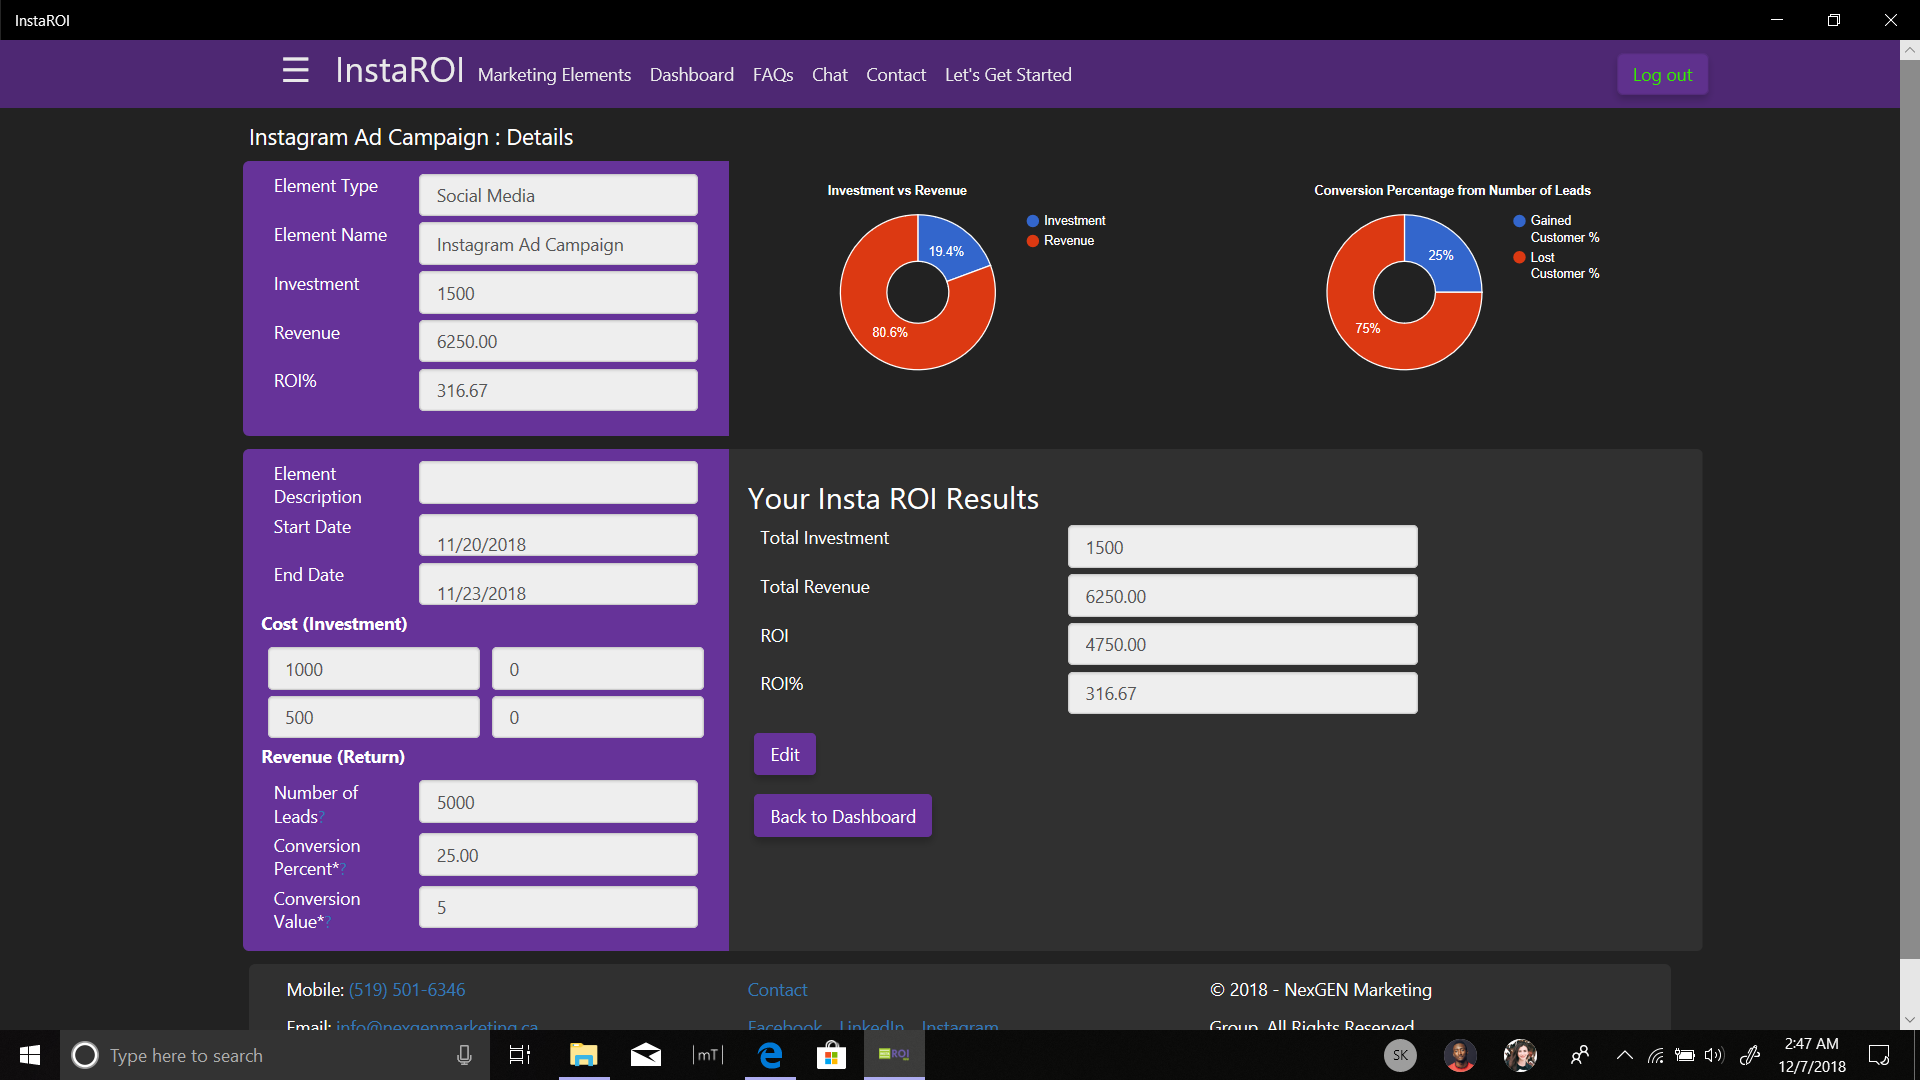 InstaROI
InstaROI Marketing Elements Dashboard FAQs Chat Contact Let's Get Started Log out
Instagram Ad Campaign : Details
Element Type Social Media
Element Name Instagram Ad Campaign
Investment 1500
Revenue 6250.00
ROI% 316.67
Investment vs Revenue
Investment
Revenue
19.4%
80.6%
Conversion Percentage from Number of Leads
Gained
Customer %
Lost
Customer %
25%
75%
Element
Description
Start Date 11/20/2018
End Date 11/23/2018
Cost (Investment)
1000 0
500 0
Revenue (Return)
Number of
Leads? 5000
Conversion
Percent*? 25.00
Conversion
Value*? 5
Your Insta ROI Results
Total Investment 1500
Total Revenue 6250.00
ROI 4750.00
ROI% 316.67
Edit
Back to Dashboard
Mobile: (519) 501-6346
Email: info@nexgenmarketing.ca
Contact
Facebook LinkedIn Instagram
© 2018 - NexGEN Marketing
Group. All Rights Reserved
Type here to search
mT
ROI
SK
2:47 AM
12/7/2018